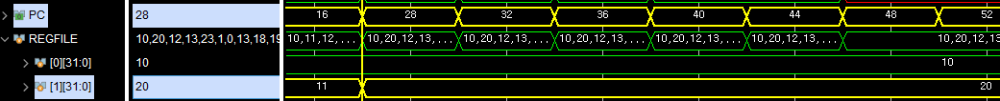 PC 28 16 28 32 36 40 44 48 52
REGFILE 10,20,12,13,23,1,0,13,18,19 10,11,12,... 10,20,12,13,... 10,20,12,13,... 10,20,12,13,... 10,20,12,13,... 10,20,12,13,... 10,20,12,13,
[0][31:0] 10 10
[1][31:0] 20 11 20